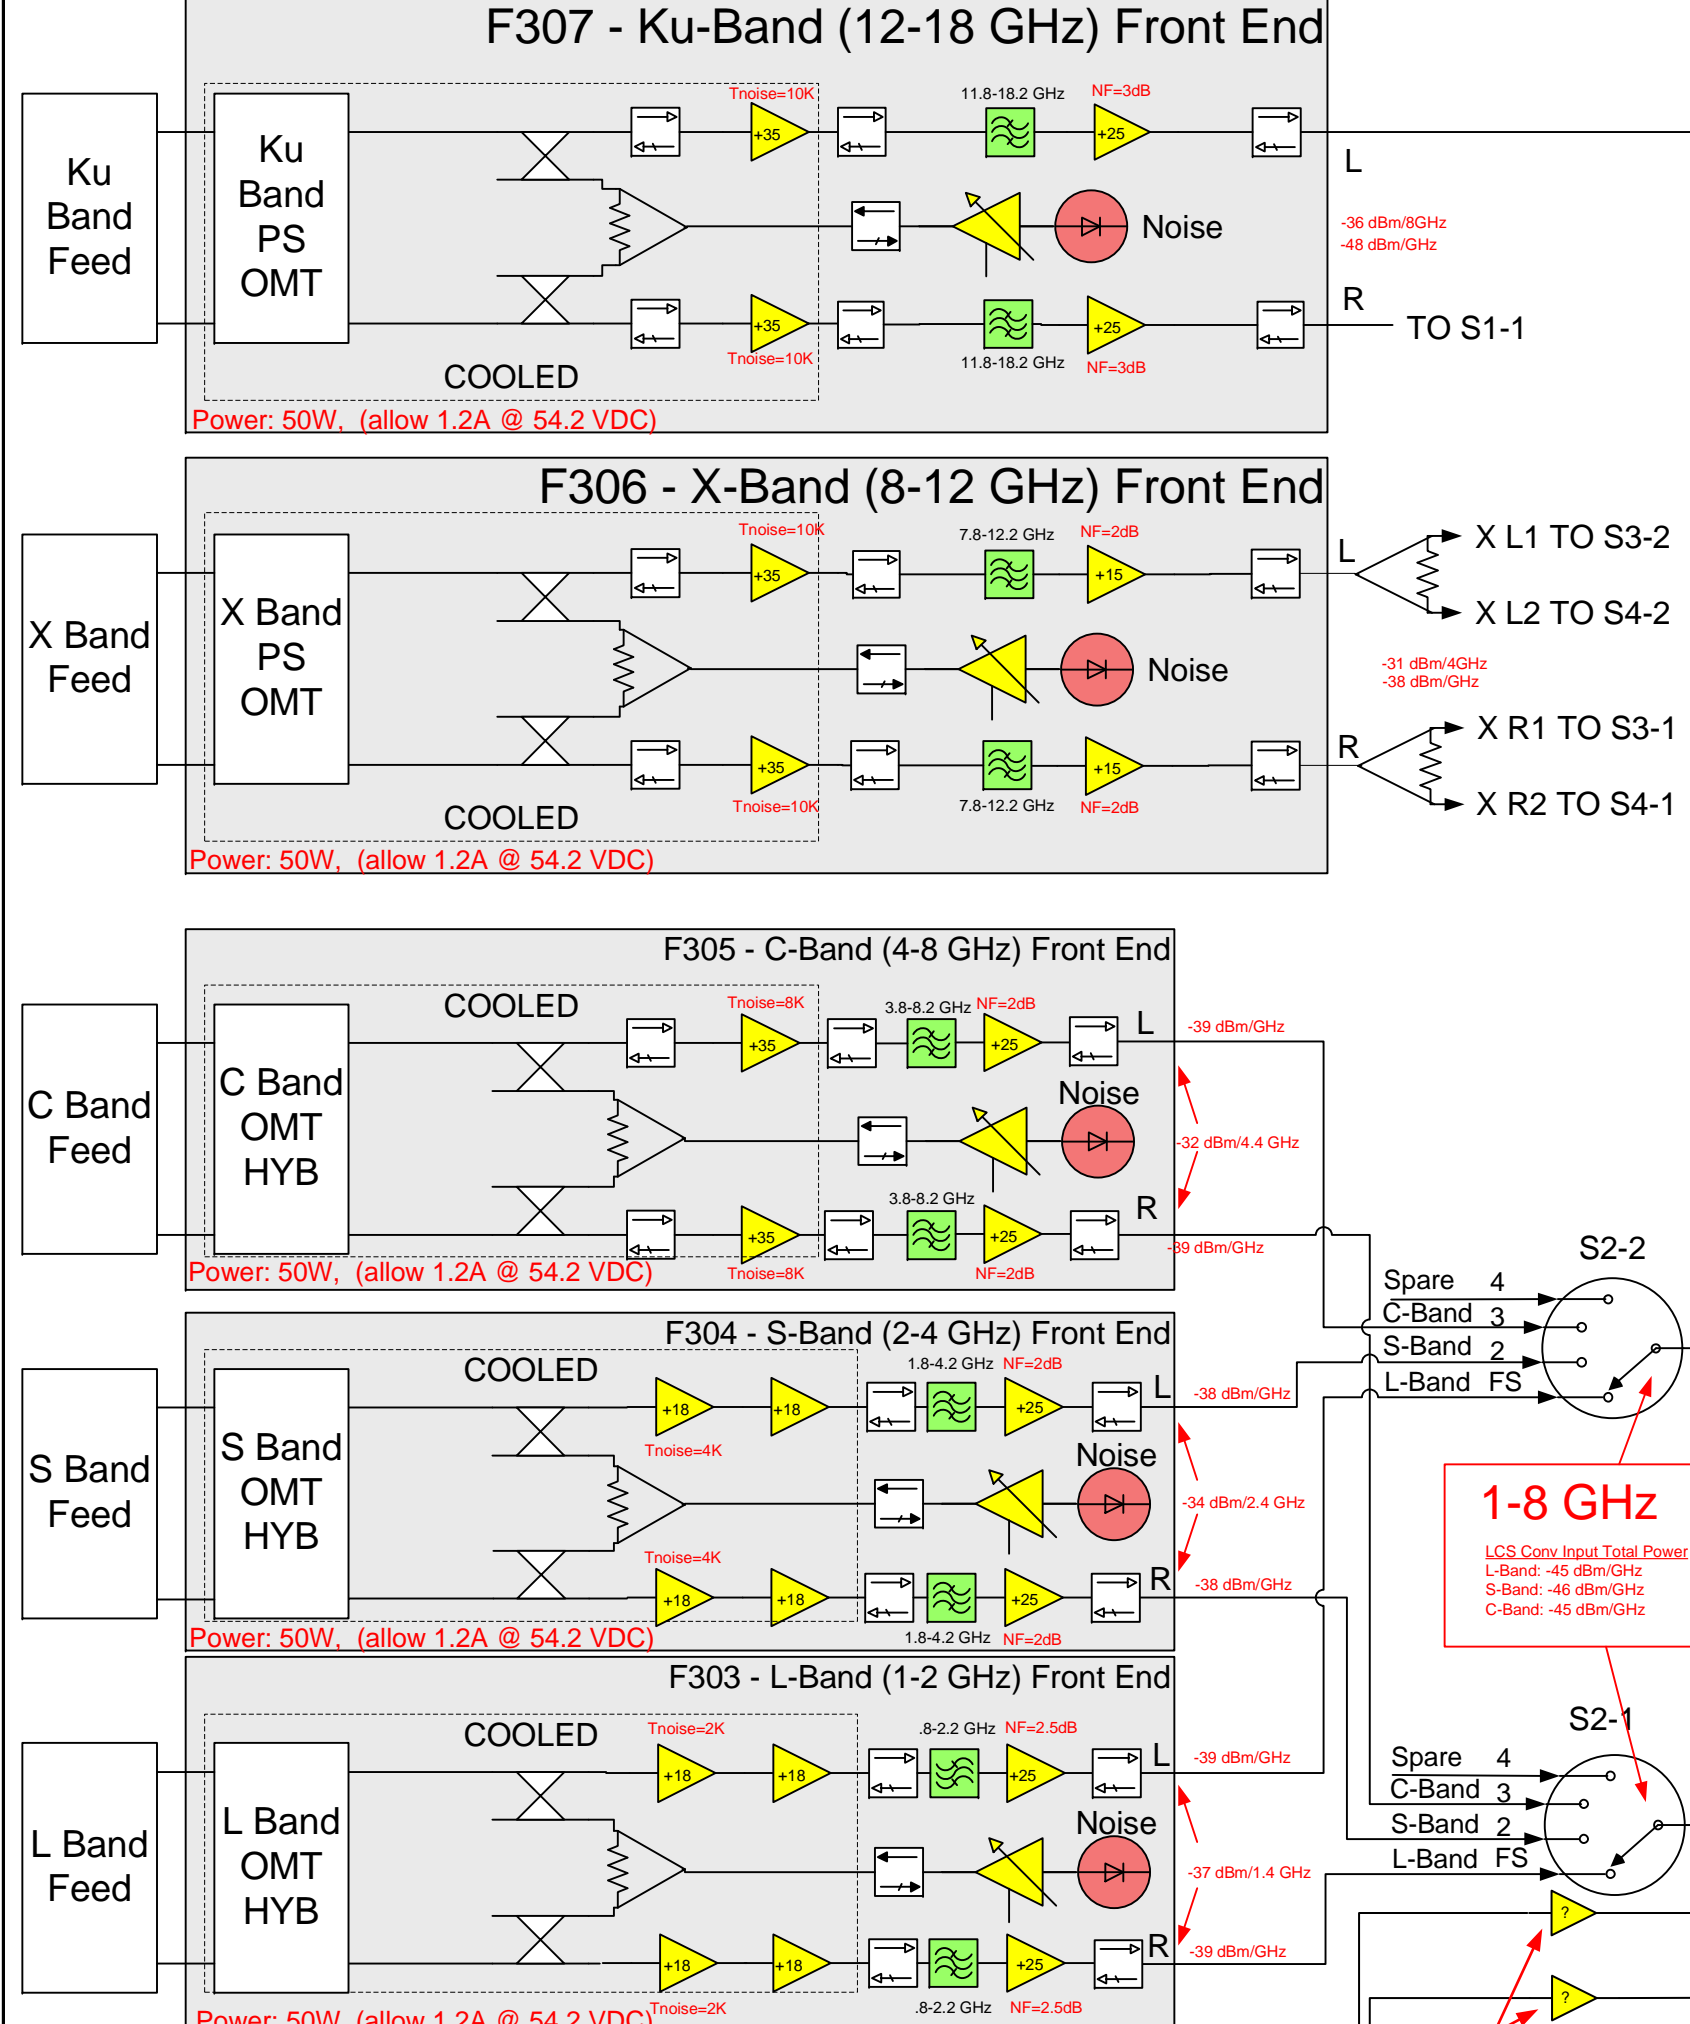 F307 - Ku-Band (12-18 GHz) Front End
Ku
Band
Feed
Ku
Band
PS
OMT
Tnoise=10K
+35
11.8-18.2 GHz
NF=3dB
+25
L
Noise
-36 dBm/8GHz
-48 dBm/GHz
R
TO S1-1
+35
Tnoise=10K
11.8-18.2 GHz
+25
NF=3dB
COOLED
Power: 50W, (allow 1.2A @ 54.2 VDC)
F306 - X-Band (8-12 GHz) Front End
X Band
Feed
X Band
PS
OMT
Tnoise=10K
+35
7.8-12.2 GHz
NF=2dB
+15
L
X L1 TO S3-2
X L2 TO S4-2
Noise
-31 dBm/4GHz
-38 dBm/GHz
R
X R1 TO S3-1
X R2 TO S4-1
+35
Tnoise=10K
7.8-12.2 GHz
+15
NF=2dB
COOLED
Power: 50W, (allow 1.2A @ 54.2 VDC)
F305 - C-Band (4-8 GHz) Front End
C Band
Feed
C Band
OMT
HYB
COOLED
Tnoise=8K
+35
3.8-8.2 GHz
NF=2dB
+25
L
-39 dBm/GHz
Noise
-32 dBm/4.4 GHz
R
-39 dBm/GHz
+35
Tnoise=8K
3.8-8.2 GHz
+25
NF=2dB
Power: 50W, (allow 1.2A @ 54.2 VDC)
S2-2
Spare 4
C-Band 3
S-Band 2
L-Band FS
F304 - S-Band (2-4 GHz) Front End
S Band
Feed
S Band
OMT
HYB
COOLED
+18
+18
Tnoise=4K
1.8-4.2 GHz
NF=2dB
+25
L
-38 dBm/GHz
Noise
-34 dBm/2.4 GHz
R
-38 dBm/GHz
Tnoise=4K
+18
+18
+25
1.8-4.2 GHz
NF=2dB
Power: 50W, (allow 1.2A @ 54.2 VDC)
1-8 GHz
LCS Conv Input Total Power
L-Band: -45 dBm/GHz
S-Band: -46 dBm/GHz
C-Band: -45 dBm/GHz
F303 - L-Band (1-2 GHz) Front End
L Band
Feed
L Band
OMT
HYB
COOLED
Tnoise=2K
+18
+18
.8-2.2 GHz
NF=2.5dB
+25
L
-39 dBm/GHz
Noise
-37 dBm/1.4 GHz
R
-39 dBm/GHz
+18
+18
Tnoise=2K
+25
.8-2.2 GHz
NF=2.5dB
Power: 50W, (allow 1.2A @ 54.2 VDC)
S2-1
Spare 4
C-Band 3
S-Band 2
L-Band FS
?
?